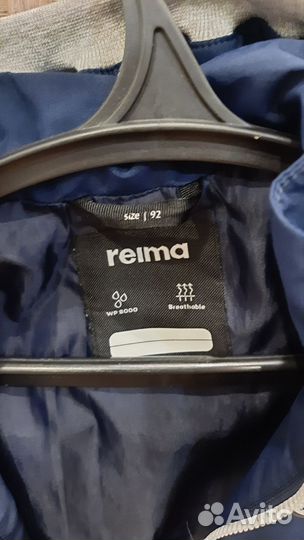 size | 92
reima
WP 8000
Breathable
Avito